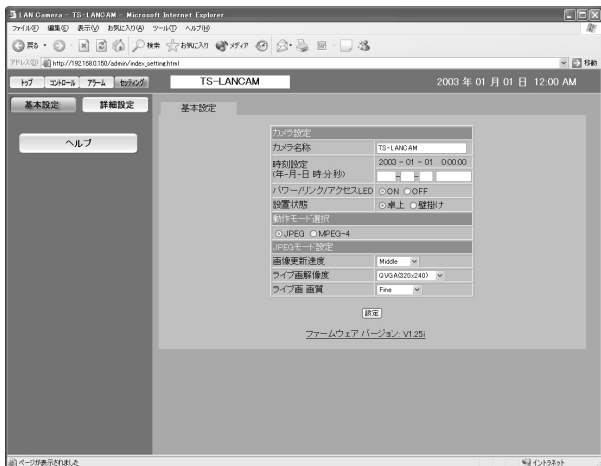 LAN Camera - TS-LANCAM - Microsoft Internet Explorer
ファイル(F) 編集(E) 表示(V) お気に入り(A) ツール(T) ヘルプ(H)
戻る 検索 お気に入り メディア
アドレス(D) http://192.168.0.150/admin/index_setting.html 移動
トップ コントロール アラーム セッティング TS-LANCAM 2003 年 01 月 01 日 12:00 AM
基本設定 詳細設定
ヘルプ
基本設定
カメラ設定
カメラ名称 TS-LANCAM
時刻設定 2003 - 01 - 01 0:00:00
(年-月-日 時:分:秒) - -
パワー/リンク/アクセスLED ON OFF
設置状態 卓上 壁掛け
動作モード選択
JPEG MPEG-4
JPEGモード設定
画像更新速度 Middle
ライブ画解像度 QVGA(320x240)
ライブ画 画質 Fine
設定
ファームウェア バージョン: V1.25i
ページが表示されました イントラネット